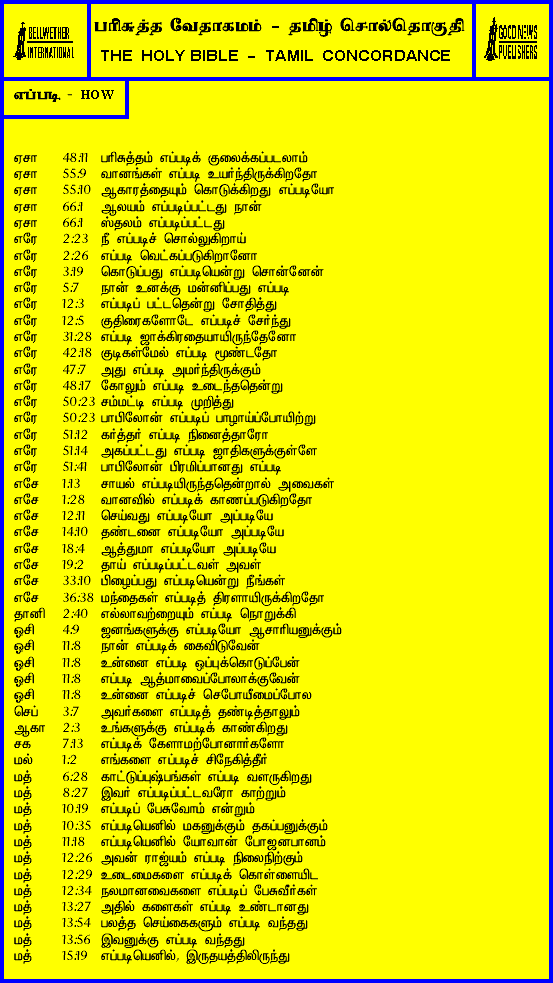 BELLWETHER
INTERNATIONAL
பரிசுத்த வேதாகமம் - தமிழ் சொல்தொகுதி
THE HOLY BIBLE - TAMIL CONCORDANCE
GOOD NEWS
PUBLISHERS
எப்படி - HOW
ஏசா 48:11 பரிசுத்தம் எப்படிக் குலைக்கப்படலாம்
ஏசா 55:9 வானங்கள் எப்படி உயர்ந்திருக்கிறதோ
ஏசா 55:10 ஆகாரத்தையும் கொடுக்கிறது எப்படியோ
ஏசா 66:1 ஆலயம் எப்படிப்பட்டது நான்
ஏசா 66:1 ஸ்தலம் எப்படிப்பட்டது
எரே 2:23 நீ எப்படிச் சொல்லுகிறாய்
எரே 2:26 எப்படி வெட்கப்படுகிறானோ
எரே 3:19 கொடுப்பது எப்படியென்று சொன்னேன்
எரே 5:7 நான் உனக்கு மன்னிப்பது எப்படி
எரே 12:3 எப்படிப் பட்டதென்று சோதித்து
எரே 12:5 குதிரைகளோடே எப்படிச் சேர்ந்து
எரே 31:28 எப்படி ஜாக்கிரதையாயிருந்தேனோ
எரே 42:18 குடிகள்மேல் எப்படி மூண்டதோ
எரே 47:7 அது எப்படி அமர்ந்திருக்கும்
எரே 48:17 கோலும் எப்படி உடைந்ததென்று
எரே 50:23 சம்மட்டி எப்படி முறித்து
எரே 50:23 பாபிலோன் எப்படிப் பாழாய்ப்போயிற்று
எரே 51:12 கர்த்தர் எப்படி நினைத்தாரோ
எரே 51:14 அகப்பட்டது எப்படி ஜாதிகளுக்குள்ளே
எரே 51:41 பாபிலோன் பிரமிப்பானது எப்படி
எசே 1:13 சாயல் எப்படியிருந்ததென்றால் அவைகள்
எசே 1:28 வானவில் எப்படிக் காணப்படுகிறதோ
எசே 12:11 செய்வது எப்படியோ அப்படியே
எசே 14:10 தண்டனை எப்படியோ அப்படியே
எசே 18:4 ஆத்துமா எப்படியோ அப்படியே
எசே 19:2 தாய் எப்படிப்பட்டவள் அவள்
எசே 33:10 பிழைப்பது எப்படியென்று நீங்கள்
எசே 36:38 மந்தைகள் எப்படித் திரளாயிருக்கிறதோ
தானி 2:40 எல்லாவற்றையும் எப்படி நொறுக்கி
ஓசி 4:9 ஜனங்களுக்கு எப்படியோ ஆசாரியனுக்கும்
ஓசி 11:8 நான் எப்படிக் கைவிடுவேன்
ஓசி 11:8 உன்னை எப்படி ஒப்புக்கொடுப்பேன்
ஓசி 11:8 எப்படி ஆத்மாவைப்போலாக்குவேன்
ஓசி 11:8 உன்னை எப்படிச் செபோயீமைப்போல
செப் 3:7 அவர்களை எப்படித் தண்டித்தாலும்
ஆகா 2:3 உங்களுக்கு எப்படிக் காண்கிறது
சக 7:13 எப்படிக் கேளாமற்போனார்களோ
மல் 1:2 எங்களை எப்படிச் சிநேகித்தீர்
மத் 6:28 காட்டுப்புஷ்பங்கள் எப்படி வளருகிறது
மத் 8:27 இவர் எப்படிப்பட்டவரோ காற்றும்
மத் 10:19 எப்படிப் பேசுவோம் என்றும்
மத் 10:35 எப்படியெனில் மகனுக்கும் தகப்பனுக்கும்
மத் 11:18 எப்படியெனில் யோவான் போஜனபானம்
மத் 12:26 அவன் ராஜ்யம் எப்படி நிலைநிற்கும்
மத் 12:29 உடைமைகளை எப்படிக் கொள்ளையிட
மத் 12:34 நலமானவைகளை எப்படிப் பேசுவீர்கள்
மத் 13:27 அதில் களைகள் எப்படி உண்டானது
மத் 13:54 பலத்த செய்கைகளும் எப்படி வந்தது
மத் 13:56 இவனுக்கு எப்படி வந்தது
மத் 15:19 எப்படியெனில், இருதயத்திலிருந்து